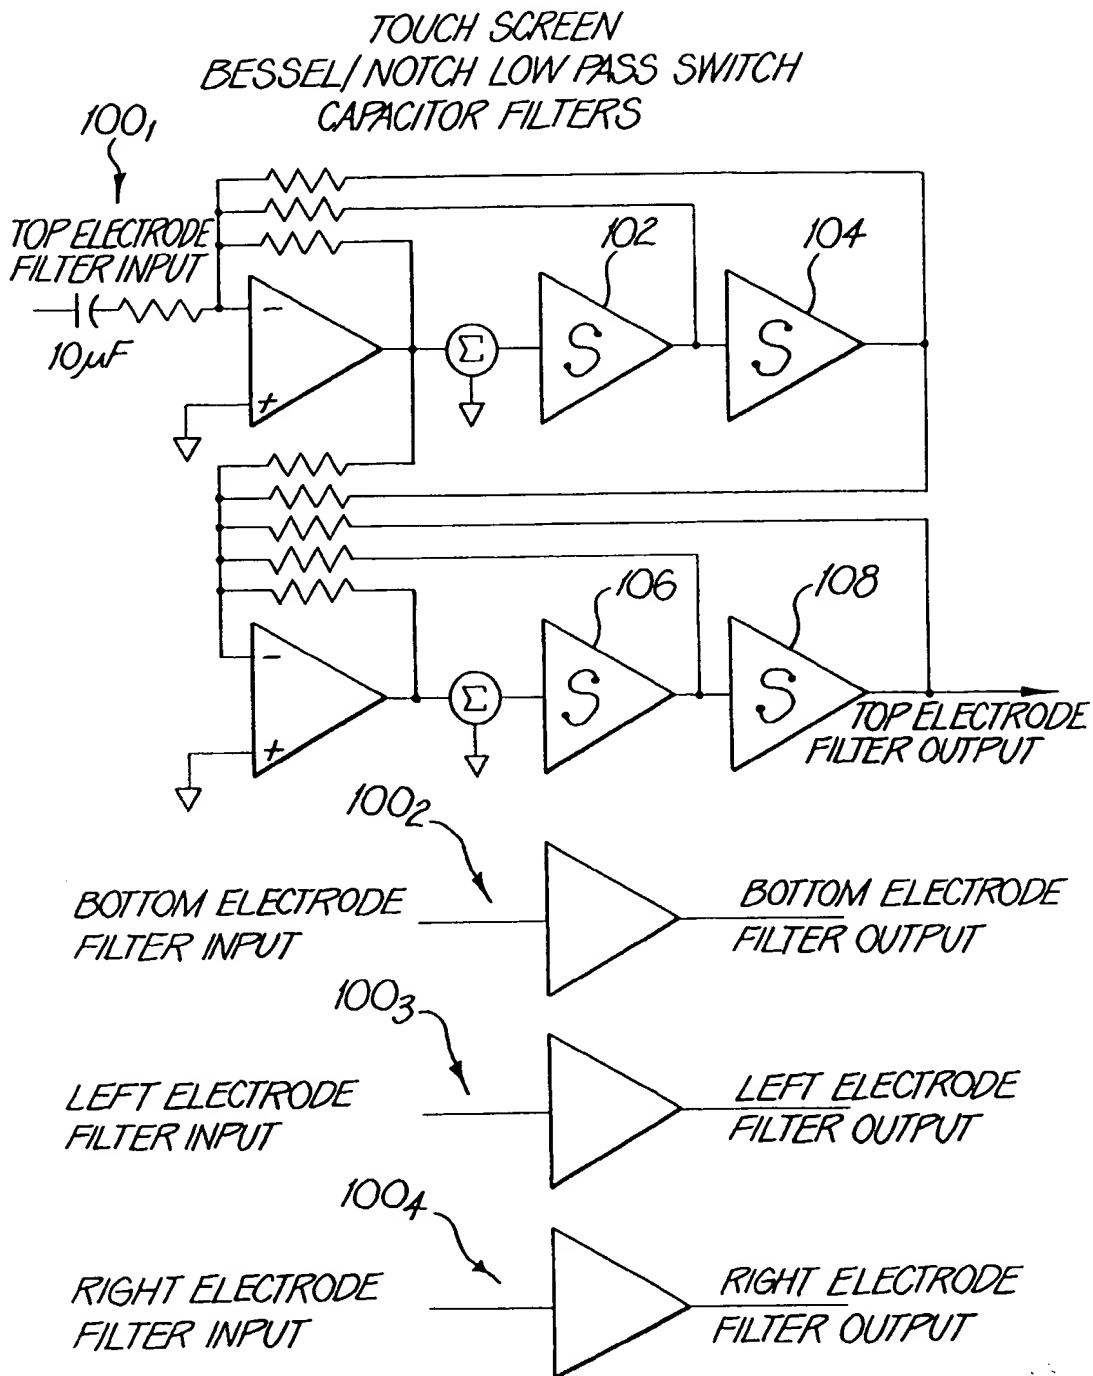 TOUCH SCREEN
BESSEL/NOTCH LOW PASS SWITCH
CAPACITOR FILTERS
100₁
TOP ELECTRODE
FILTER INPUT
10µF
−
+
Σ
102
S
104
S
−
+
Σ
106
S
108
S
TOP ELECTRODE
FILTER OUTPUT
100₂
BOTTOM ELECTRODE
FILTER INPUT
BOTTOM ELECTRODE
FILTER OUTPUT
100₃
LEFT ELECTRODE
FILTER INPUT
LEFT ELECTRODE
FILTER OUTPUT
100₄
RIGHT ELECTRODE
FILTER INPUT
RIGHT ELECTRODE
FILTER OUTPUT